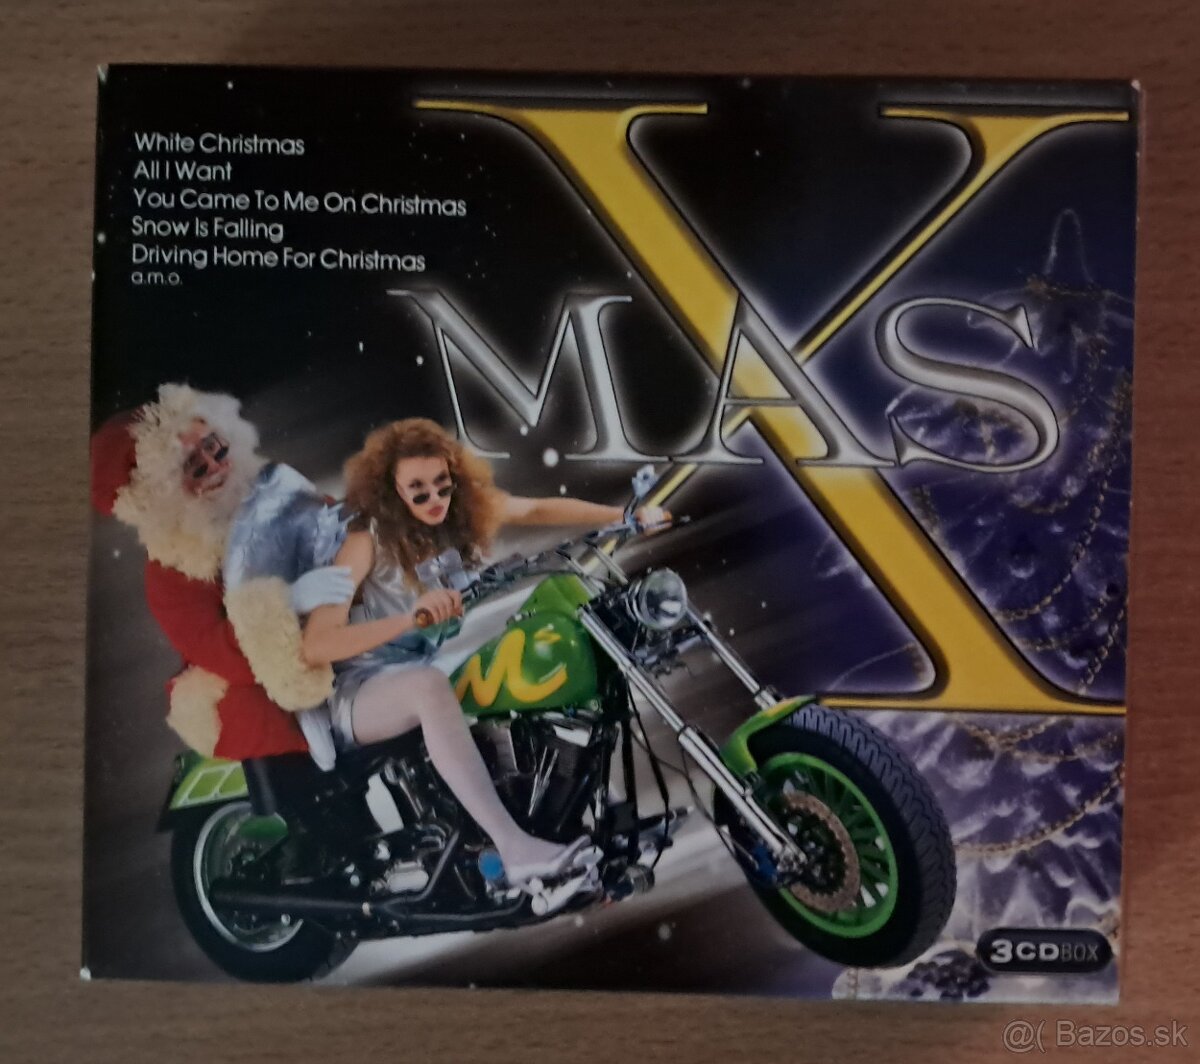 White Christmas
All I Want
You Came To Me On Christmas
Snow Is Falling
Driving Home For Christmas
a.m.o.
X
MAS
M's
3CDBOX
@( Bazos.sk